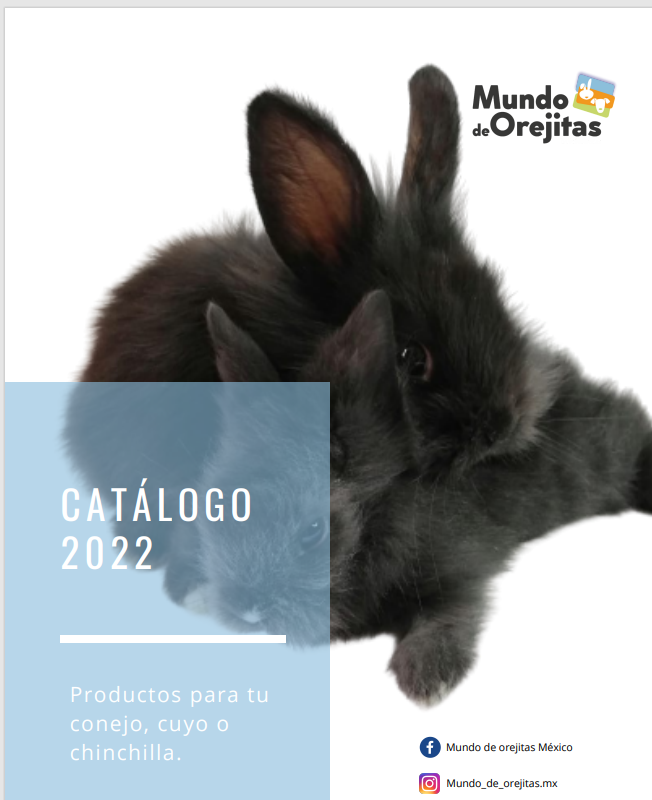 Mundo
de Orejitas
CATÁLOGO
2022
Productos para tu
conejo, cuyo o
chinchilla.
Mundo de orejitas México
Mundo_de_orejitas.mx